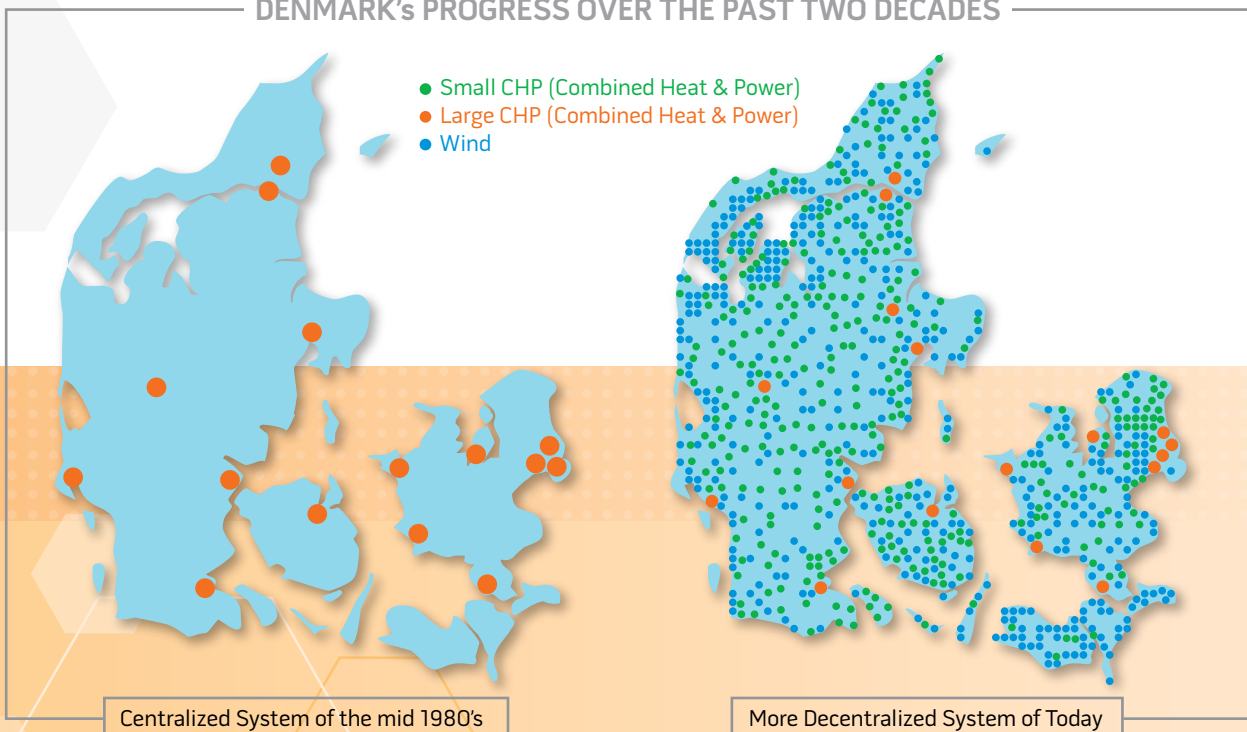 DENMARK's PROGRESS OVER THE PAST TWO DECADES
Small CHP (Combined Heat & Power)
Large CHP (Combined Heat & Power)
Wind
Centralized System of the mid 1980's
More Decentralized System of Today